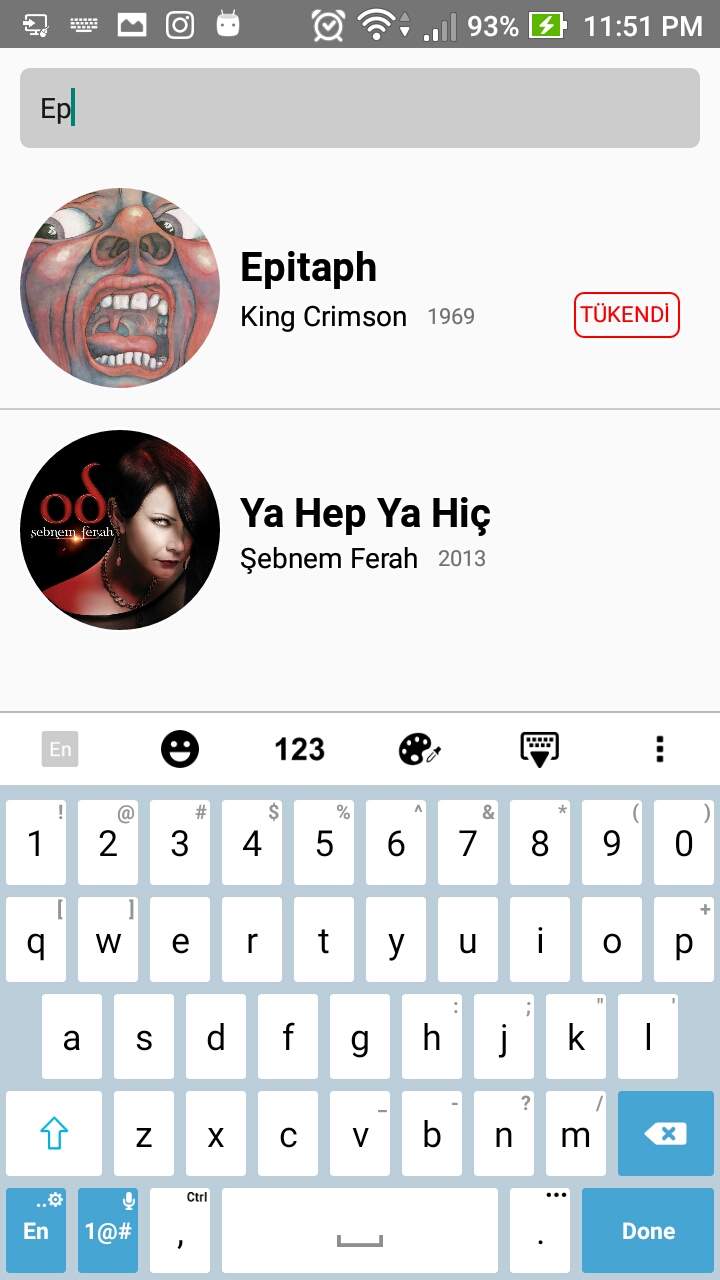 93% 11:51 PM
Ep
Epitaph
King Crimson 1969
TÜKENDİ
od
şebnem ferah
Ya Hep Ya Hiç
Şebnem Ferah 2013
En 123
! @ # $ % ^ & * ( )
1 2 3 4 5 6 7 8 9 0
[ ] +
q w e r t y u i o p
: ; " '
a s d f g h j k l
_ - ? /
z x c v b n m
Ctrl
En 1@# , . Done